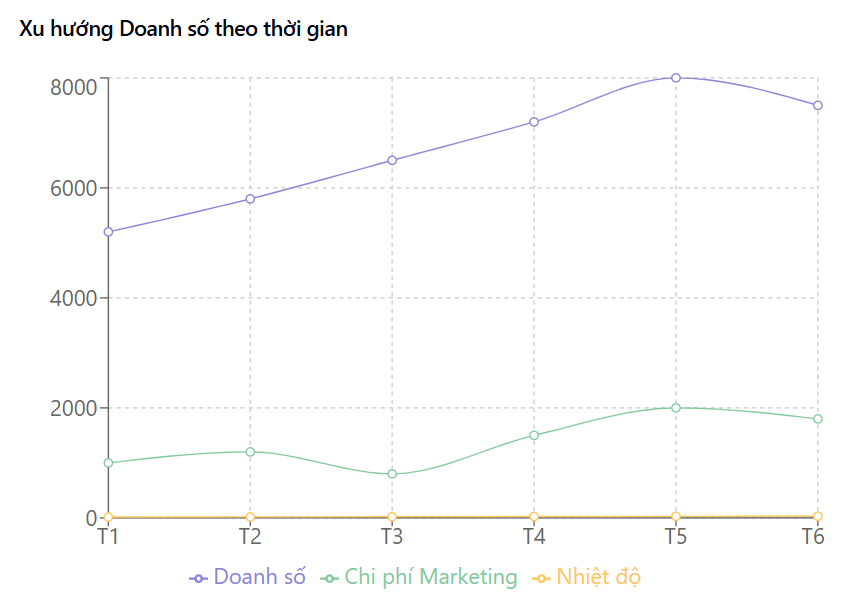 Xu hướng Doanh số theo thời gian
8000
6000
4000
2000
0
T1 T2 T3 T4 T5 T6
Doanh số Chi phí Marketing Nhiệt độ